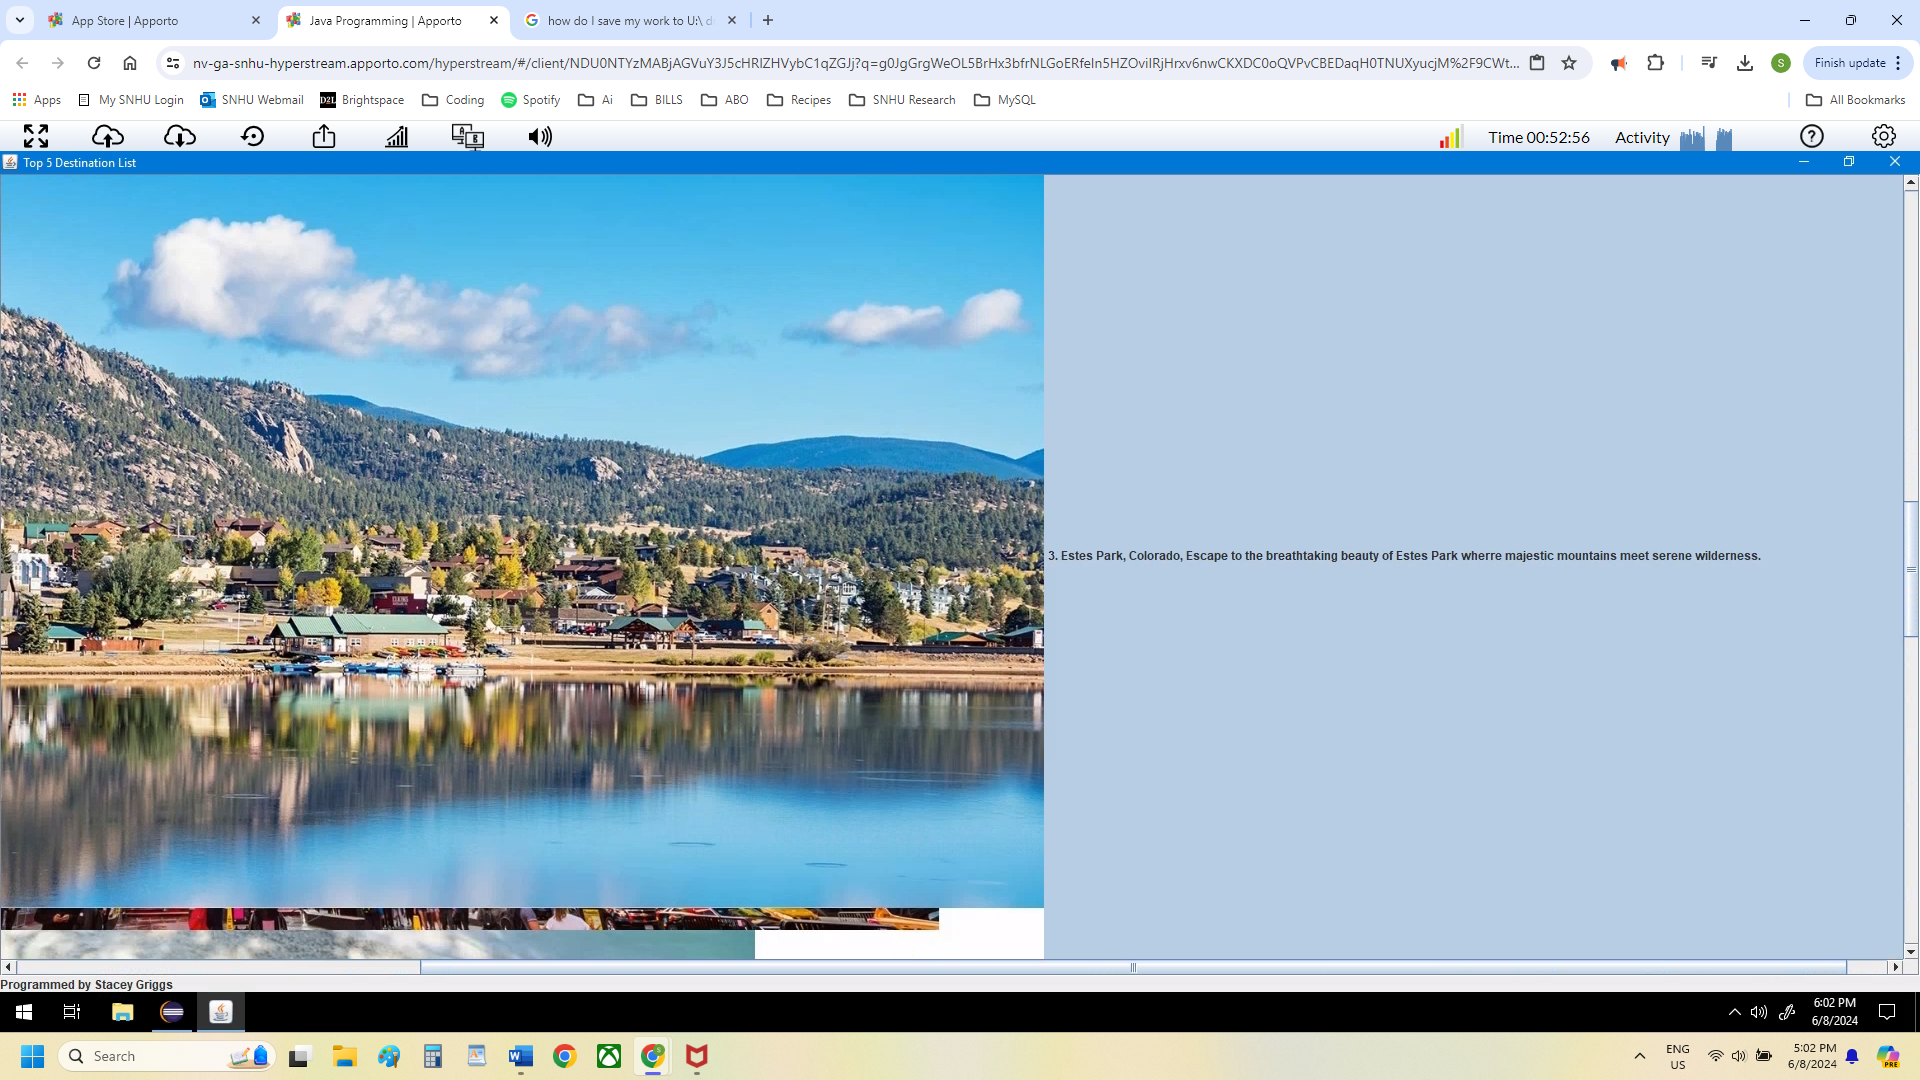 App Store | Apporto
Java Programming | Apporto
how do I save my work to U:\ d
nv-ga-snhu-hyperstream.apporto.com/hyperstream/#/client/NDU0NTYzMABjAGVuY3J5cHRlZHVybC1qZGJj?q=g0JgGrgWeOL5BrHx3bfrNLGoERfeIn5HZOvilRjHrxv6nwCKXDC0oQVPvCBEDaqH0TNUXyucjM%2F9CWt...
Finish update
Apps
My SNHU Login
SNHU Webmail
D2L
Brightspace
Coding
Spotify
Ai
BILLS
ABO
Recipes
SNHU Research
MySQL
All Bookmarks
Time 00:52:56
Activity
Top 5 Destination List
3. Estes Park, Colorado, Escape to the breathtaking beauty of Estes Park wherre majestic mountains meet serene wilderness.
Programmed by Stacey Griggs
6:02 PM
6/8/2024
Search
ENG
US
5:02 PM
6/8/2024
PRE